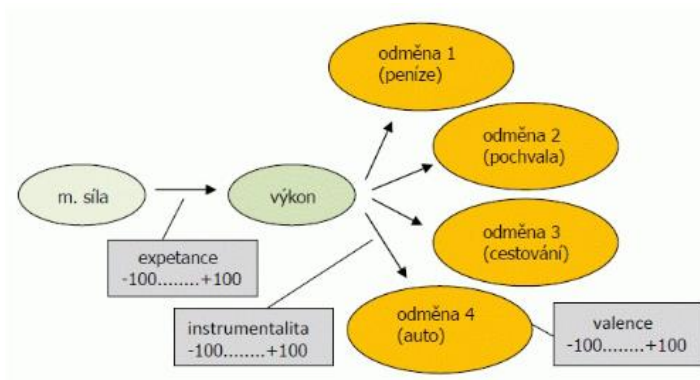 odměna 1
(peníze)
odměna 2
(pochvala)
m. síla
výkon
odměna 3
(cestování)
expetance
-100........+100
instrumentalita
-100........+100
odměna 4
(auto)
valence
-100........+100